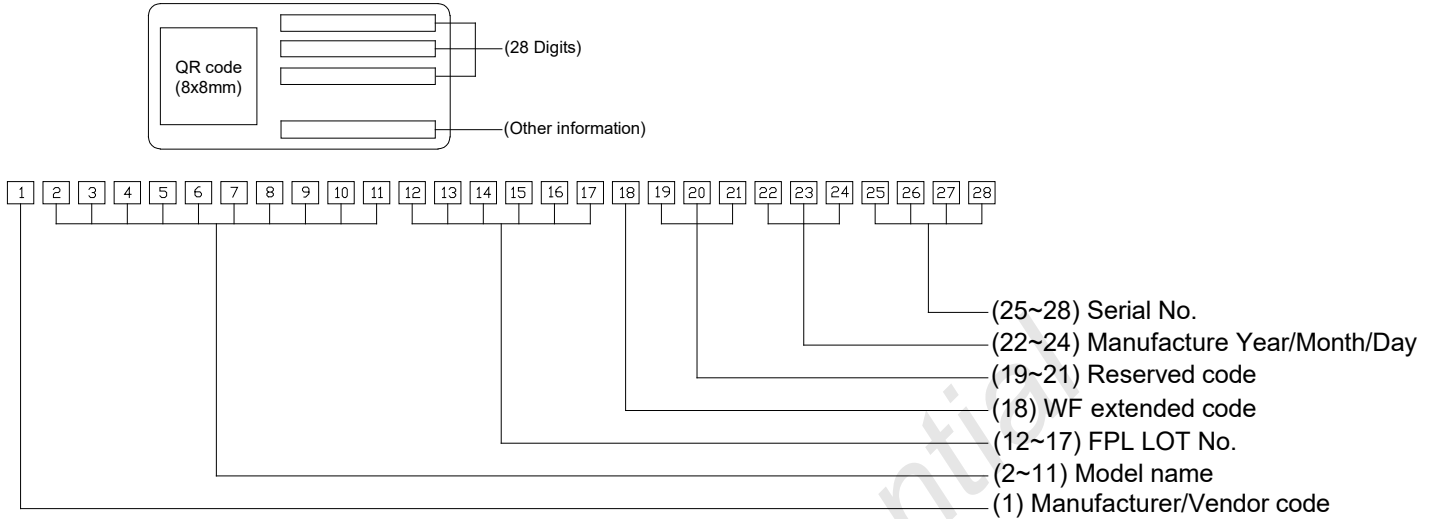 (28 Digits)
QR code
(8x8mm)
(Other information)
1 2 3 4 5 6 7 8 9 10 11 12 13 14 15 16 17 18 19 20 21 22 23 24 25 26 27 28
(25~28) Serial No.
(22~24) Manufacture Year/Month/Day
(19~21) Reserved code
(18) WF extended code
(12~17) FPL LOT No.
(2~11) Model name
(1) Manufacturer/Vendor code